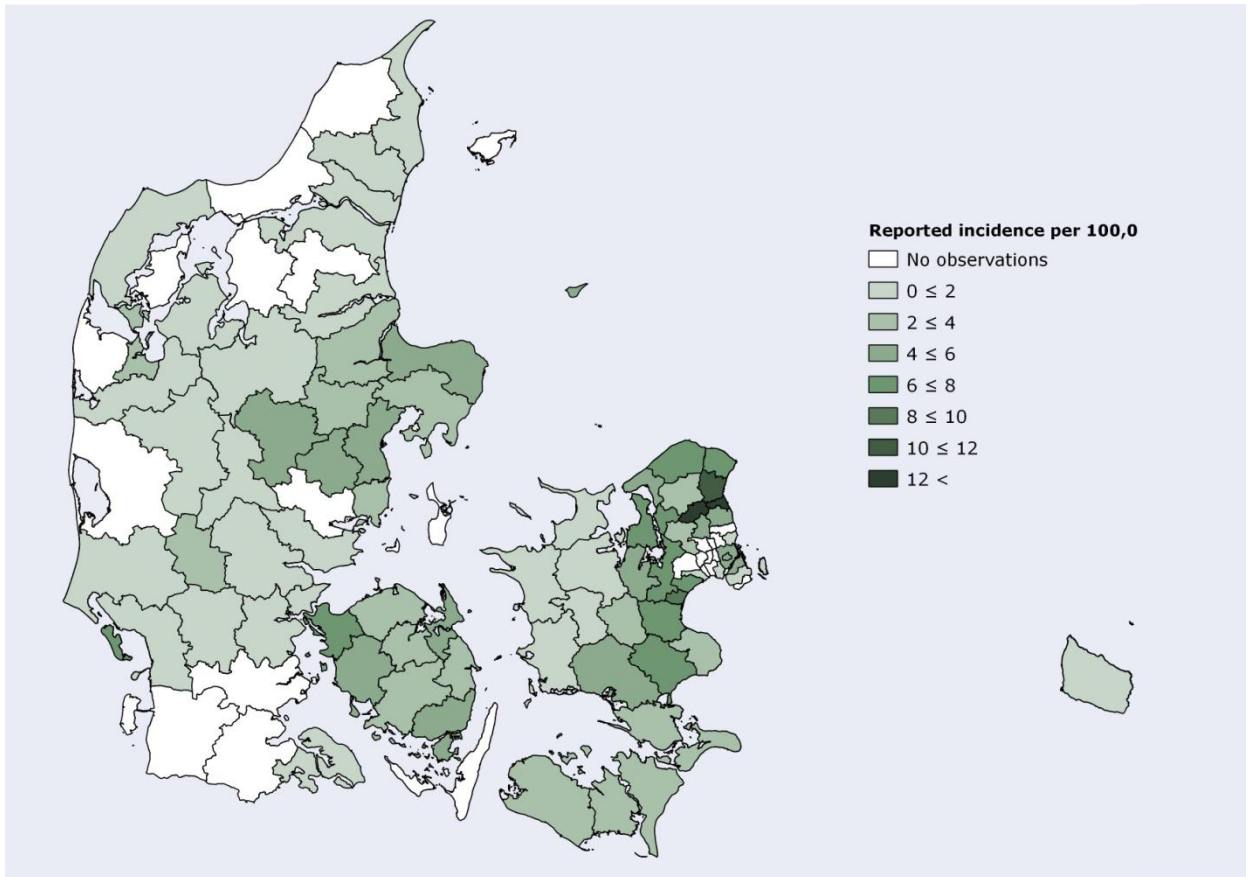 Reported incidence per 100,0
No observations
0 ≤ 2
2 ≤ 4
4 ≤ 6
6 ≤ 8
8 ≤ 10
10 ≤ 12
12 <